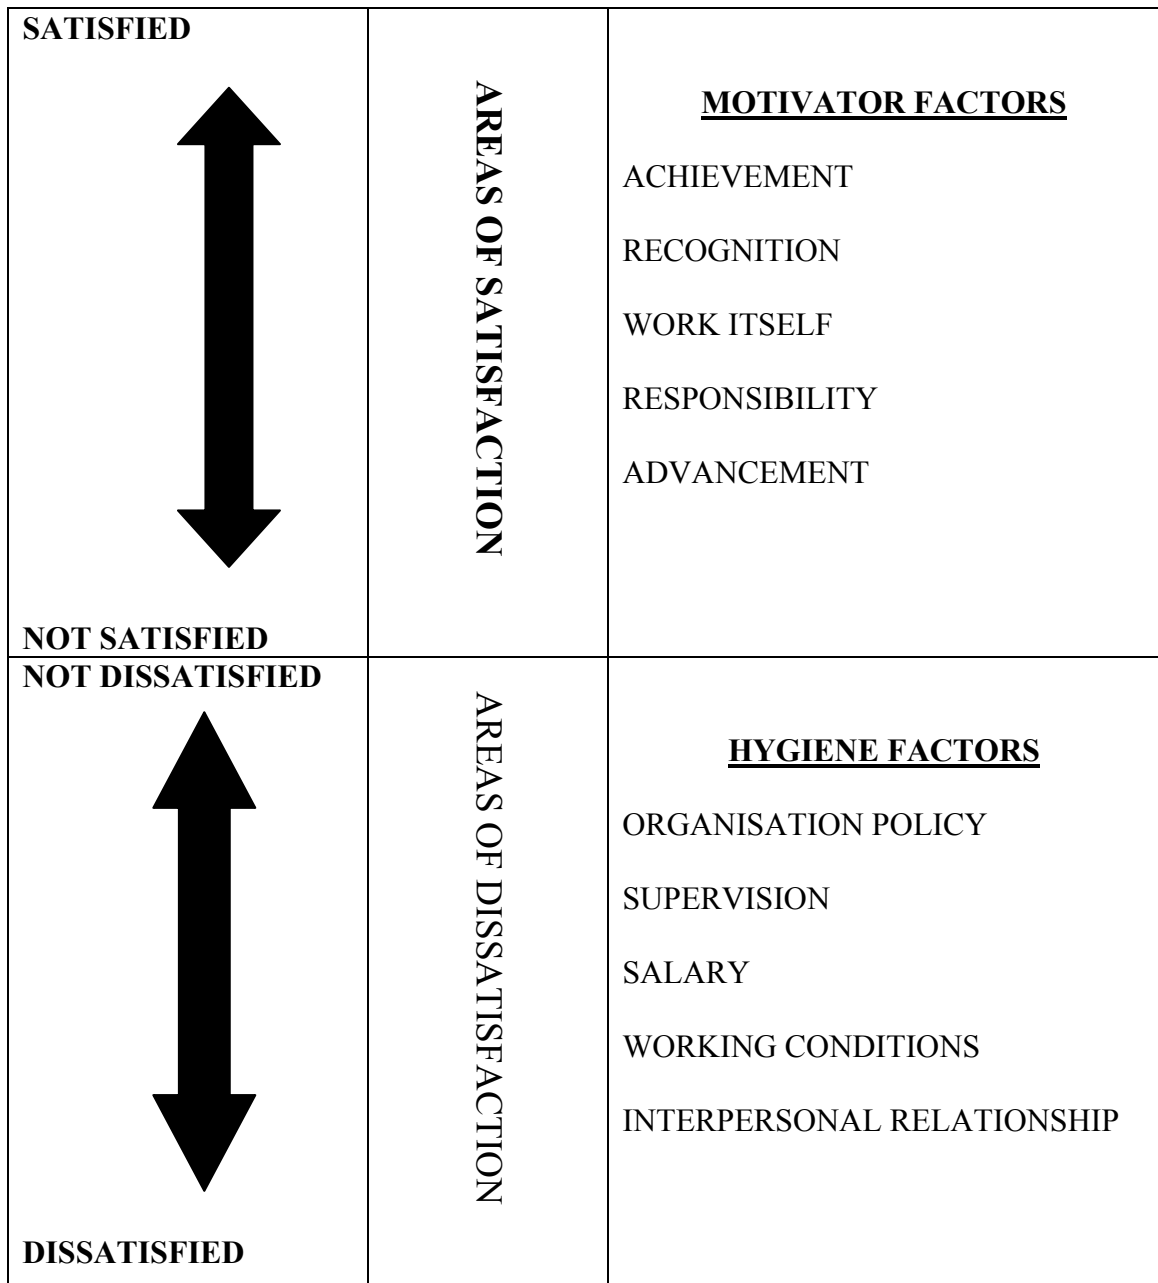 SATISFIED
NOT SATISFIED
AREAS OF SATISFACTION
MOTIVATOR FACTORS
ACHIEVEMENT
RECOGNITION
WORK ITSELF
RESPONSIBILITY
ADVANCEMENT
NOT DISSATISFIED
DISSATISFIED
AREAS OF DISSATISFACTION
HYGIENE FACTORS
ORGANISATION POLICY
SUPERVISION
SALARY
WORKING CONDITIONS
INTERPERSONAL RELATIONSHIP